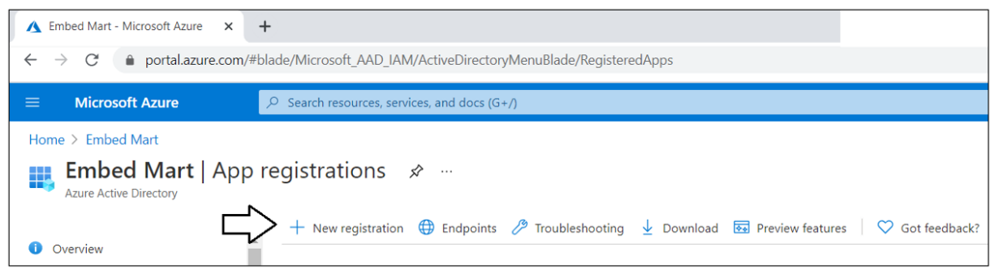 Embed Mart - Microsoft Azure
portal.azure.com/#blade/Microsoft_AAD_IAM/ActiveDirectoryMenuBlade/RegisteredApps
Microsoft Azure Search resources, services, and docs (G+/)
Home > Embed Mart
Embed Mart | App registrations ...
Azure Active Directory
New registration Endpoints Troubleshooting Download Preview features Got feedback?
Overview